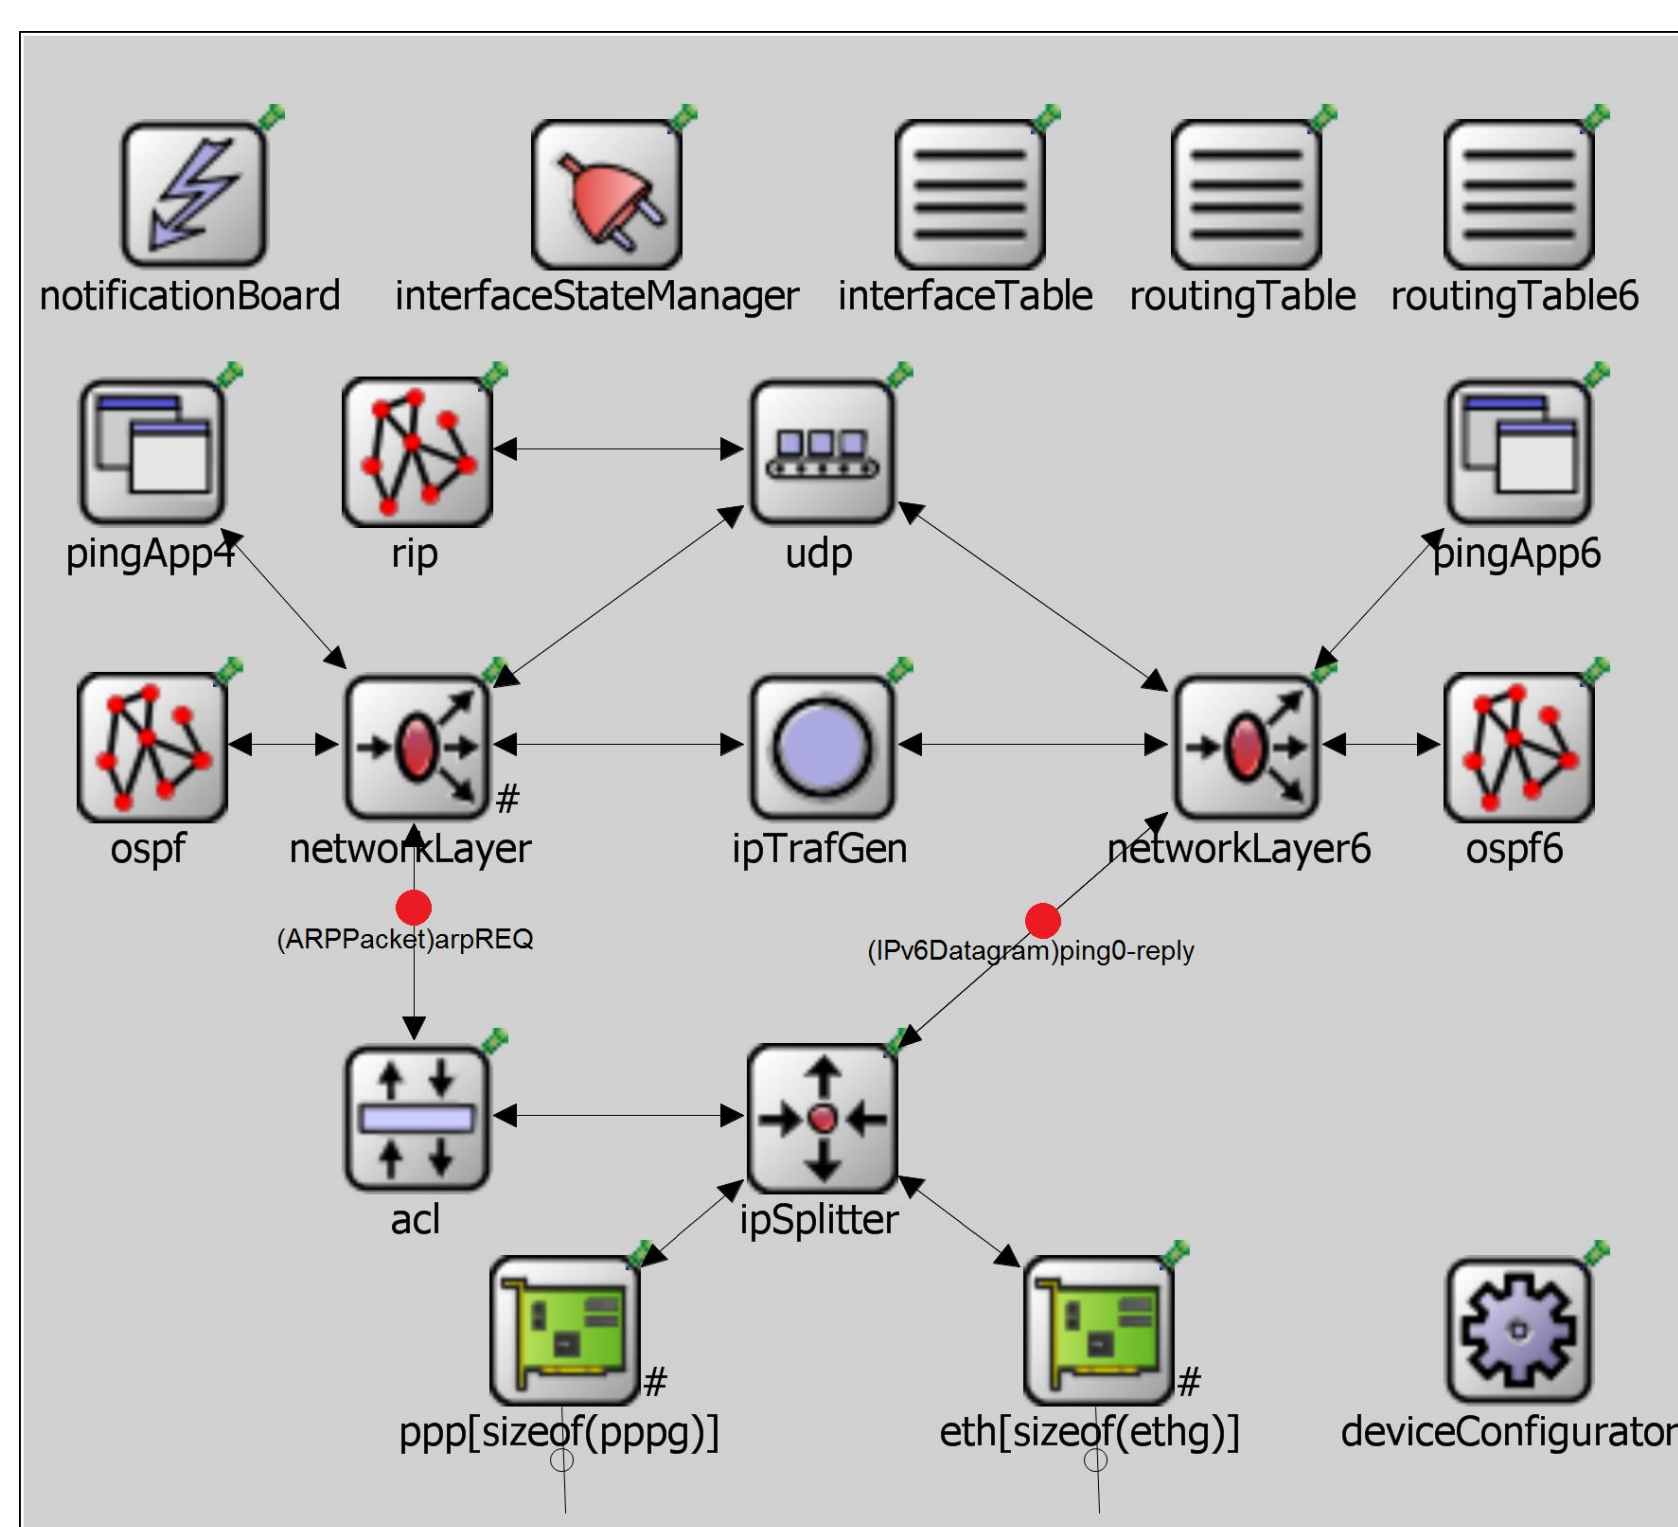 notificationBoard
interfaceStateManager
interfaceTable
routingTable
routingTable6
pingApp4
rip
udp
pingApp6
#
ospf
networkLayer
ipTrafGen
networkLayer6
ospf6
(ARPPacket)arpREQ
(IPv6Datagram)ping0-reply
acl
ipSplitter
#
#
ppp[sizeof(pppg)]
eth[sizeof(ethg)]
deviceConfigurator